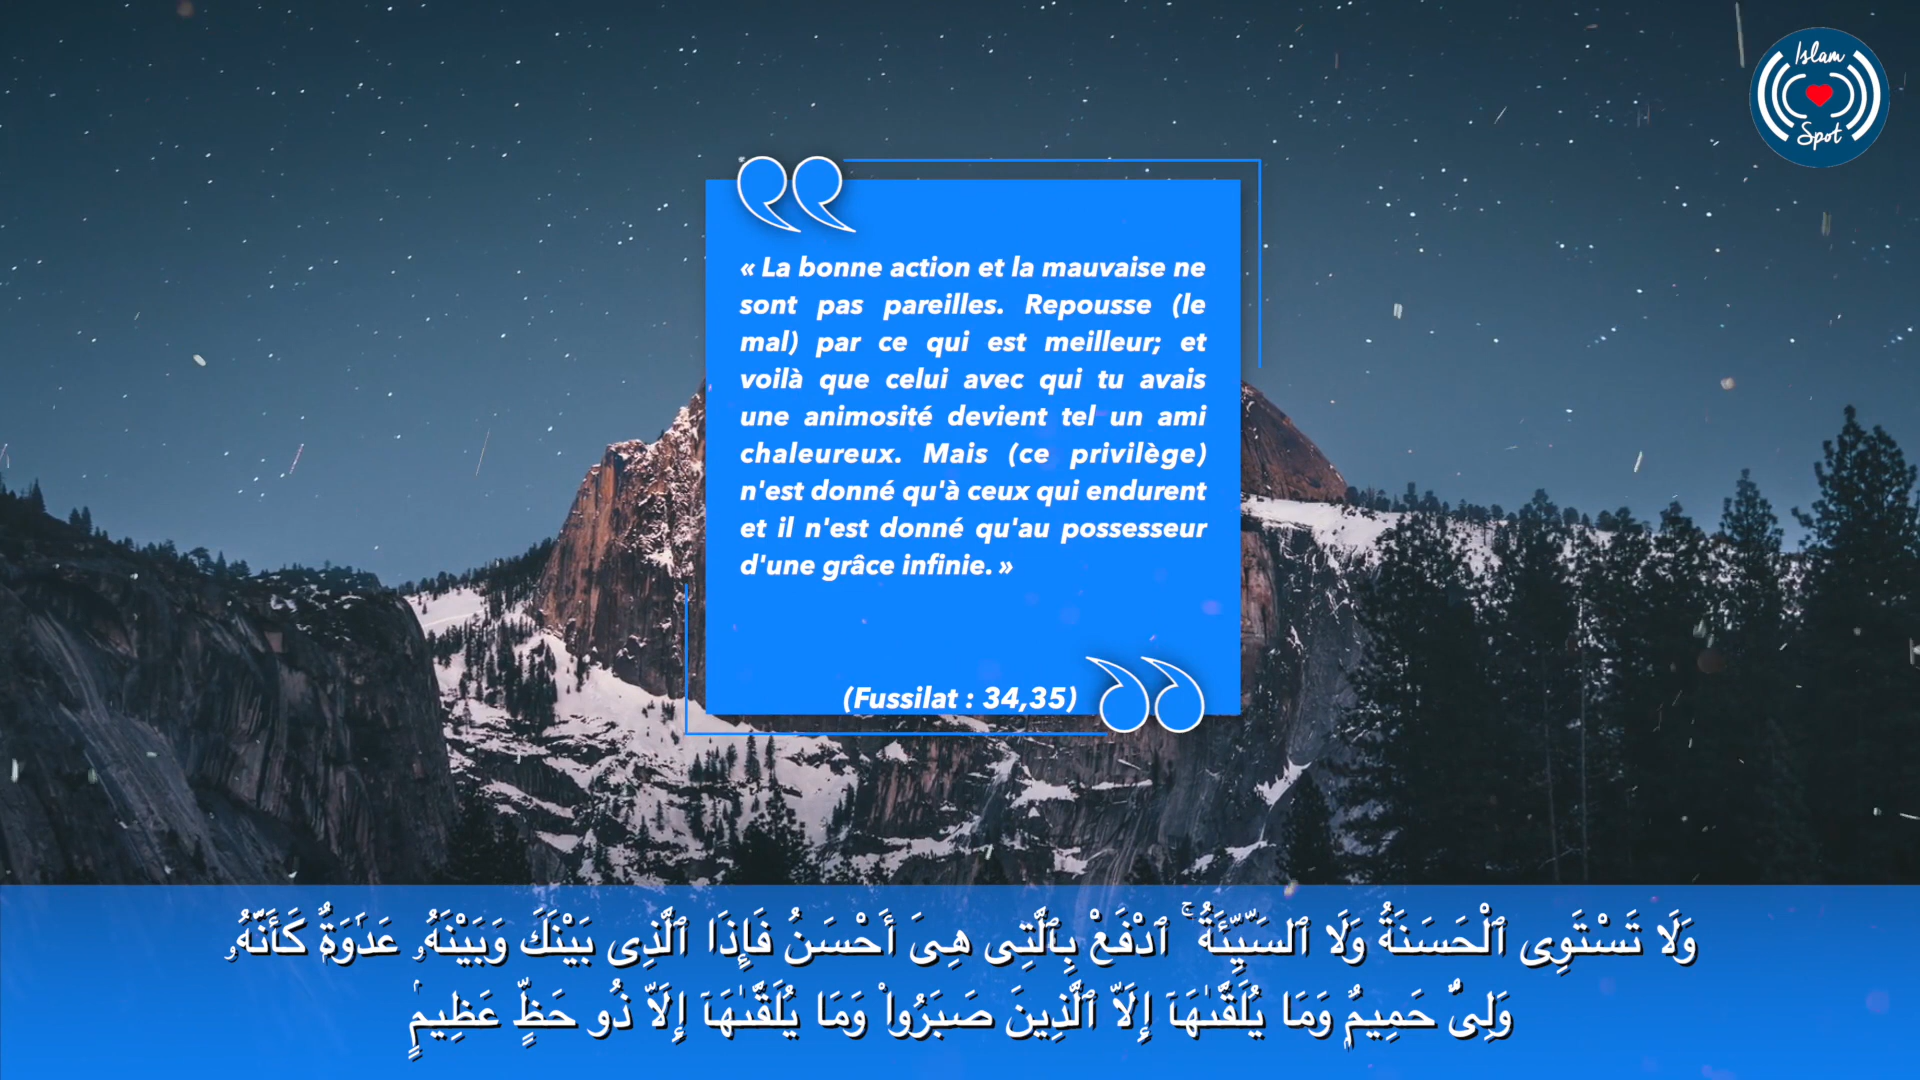 Islam
Spot
« La bonne action et la mauvaise ne
sont pas pareilles. Repousse (le
mal) par ce qui est meilleur; et
voilà que celui avec qui tu avais
une animosité devient tel un ami
chaleureux. Mais (ce privilège)
n'est donné qu'à ceux qui endurent
et il n'est donné qu'au possesseur
d'une grâce infinie. »
(Fussilat : 34,35)
وَلَا تَسْتَوِى ٱلْحَسَنَةُ وَلَا ٱلسَّيِّئَةُ ۚ ٱدْفَعْ بِٱلَّتِى هِىَ أَحْسَنُ فَإِذَا ٱلَّذِى بَيْنَكَ وَبَيْنَهُۥ عَدَٰوَةٌ كَأَنَّهُۥ
وَلِىٌّ حَمِيمٌ وَمَا يُلَقَّىٰهَآ إِلَّا ٱلَّذِينَ صَبَرُوا۟ وَمَا يُلَقَّىٰهَآ إِلَّا ذُو حَظٍّ عَظِيمٍ